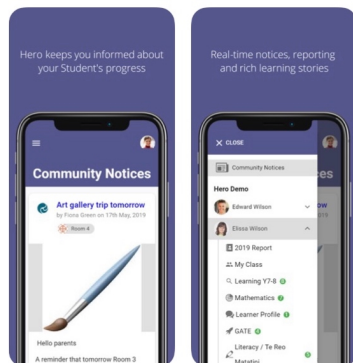 Hero keeps you informed about
your Student's progress
Community Notices
Art gallery trip tomorrow
by Fiona Green on 17th May, 2019
Room 4
Hello parents
A reminder that tomorrow Room 3
Real-time notices, reporting
and rich learning stories
CLOSE
Community Notices
Hero Demo
Edward Wilson
Elissa Wilson
2019 Report
My Class
Learning Y7-8
Mathematics
Learner Profile
GATE
Literacy / Te Reo
Matatini